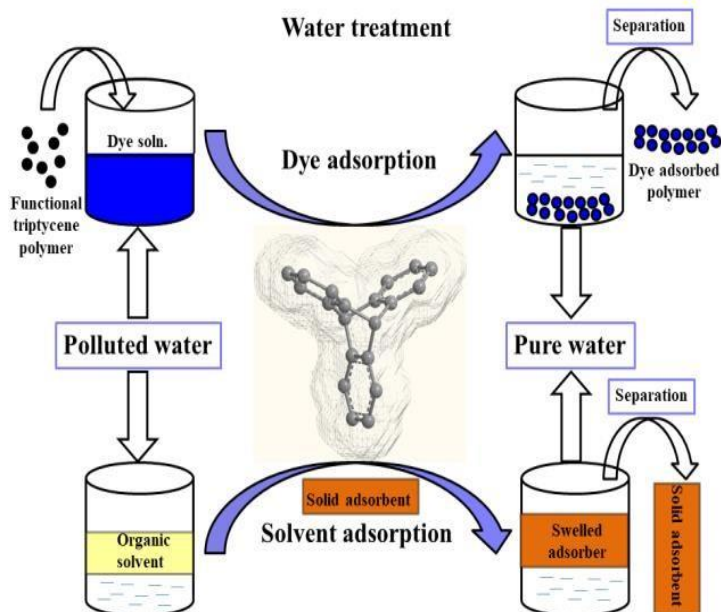 Water treatment
Separation
Dye soln.
Dye adsorption
Functional
triptycene
polymer
Dye adsorbed
polymer
Polluted water
Pure water
Separation
Solid adsorbent
Organic
solvent
Solvent adsorption
Swelled
adsorber
Solid adsorbent